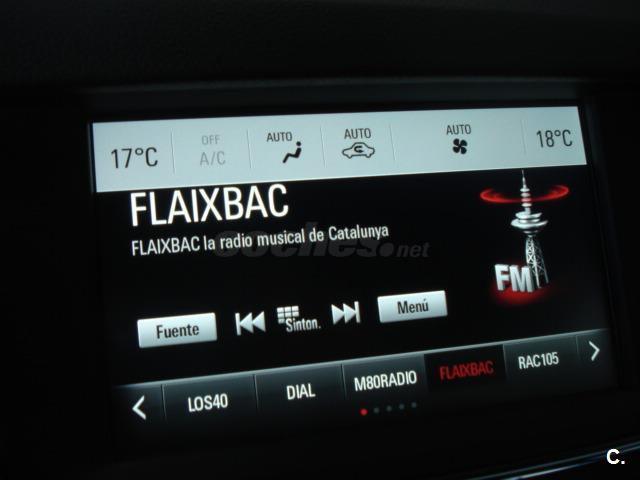 17°C
OFF
A/C
AUTO
AUTO
AUTO
18°C
FLAIXBAC
FLAIXBAC la radio musical de Catalunya
coches.net
FM
Fuente
Sinton.
Menú
LOS40
DIAL
M80RADIO
FLAIXBAC
RAC105
C.